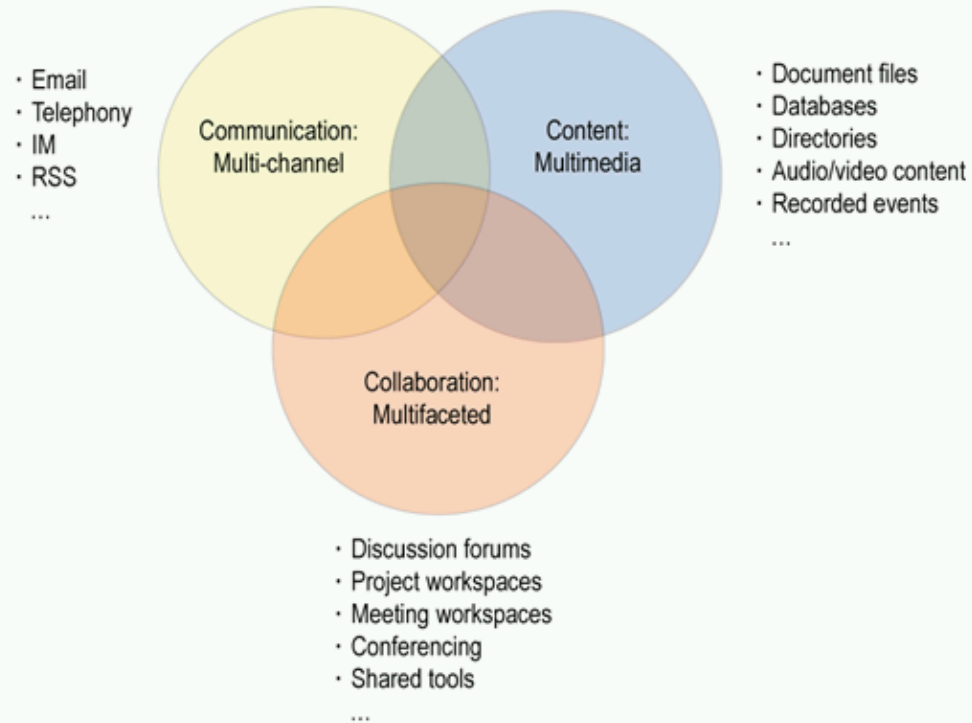 · Email
· Telephony
· IM
· RSS
...
Communication:
Multi-channel
Content:
Multimedia
· Document files
· Databases
· Directories
· Audio/video content
· Recorded events
...
Collaboration:
Multifaceted
· Discussion forums
· Project workspaces
· Meeting workspaces
· Conferencing
· Shared tools
...